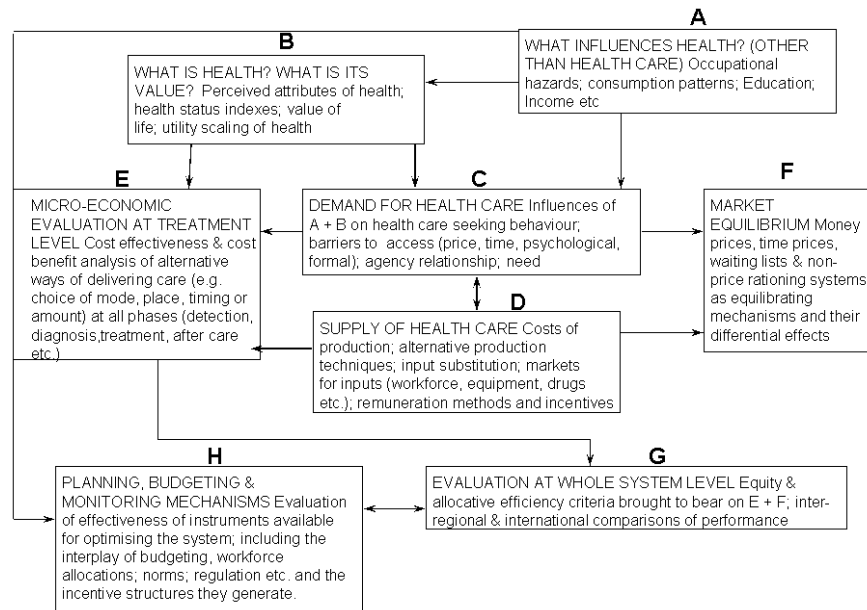 A
WHAT INFLUENCES HEALTH? (OTHER
THAN HEALTH CARE) Occupational
hazards; consumption patterns; Education;
Income etc
B
WHAT IS HEALTH? WHAT IS ITS
VALUE? Perceived attributes of health;
health status indexes; value of
life; utility scaling of health
E
MICRO-ECONOMIC
EVALUATION AT TREATMENT
LEVEL Cost effectiveness & cost
benefit analysis of alternative
ways of delivering care (e.g.
choice of mode, place, timing or
amount) at all phases (detection,
diagnosis,treatment, after care
etc.)
C
DEMAND FOR HEALTH CARE Influences of
A + B on health care seeking behaviour;
barriers to access (price, time, psychological,
formal); agency relationship; need
F
MARKET
EQUILIBRIUM Money
prices, time prices,
waiting lists & non-
price rationing systems
as equilibrating
mechanisms and their
differential effects
D
SUPPLY OF HEALTH CARE Costs of
production; alternative production
techniques; input substitution; markets
for inputs (workforce, equipment, drugs
etc.); remuneration methods and incentives
H
PLANNING, BUDGETING &
MONITORING MECHANISMS Evaluation
of effectiveness of instruments available
for optimising the system; including the
interplay of budgeting, workforce
allocations; norms; regulation etc. and the
incentive structures they generate.
G
EVALUATION AT WHOLE SYSTEM LEVEL Equity &
allocative efficiency criteria brought to bear on E + F; inter-
regional & international comparisons of performance